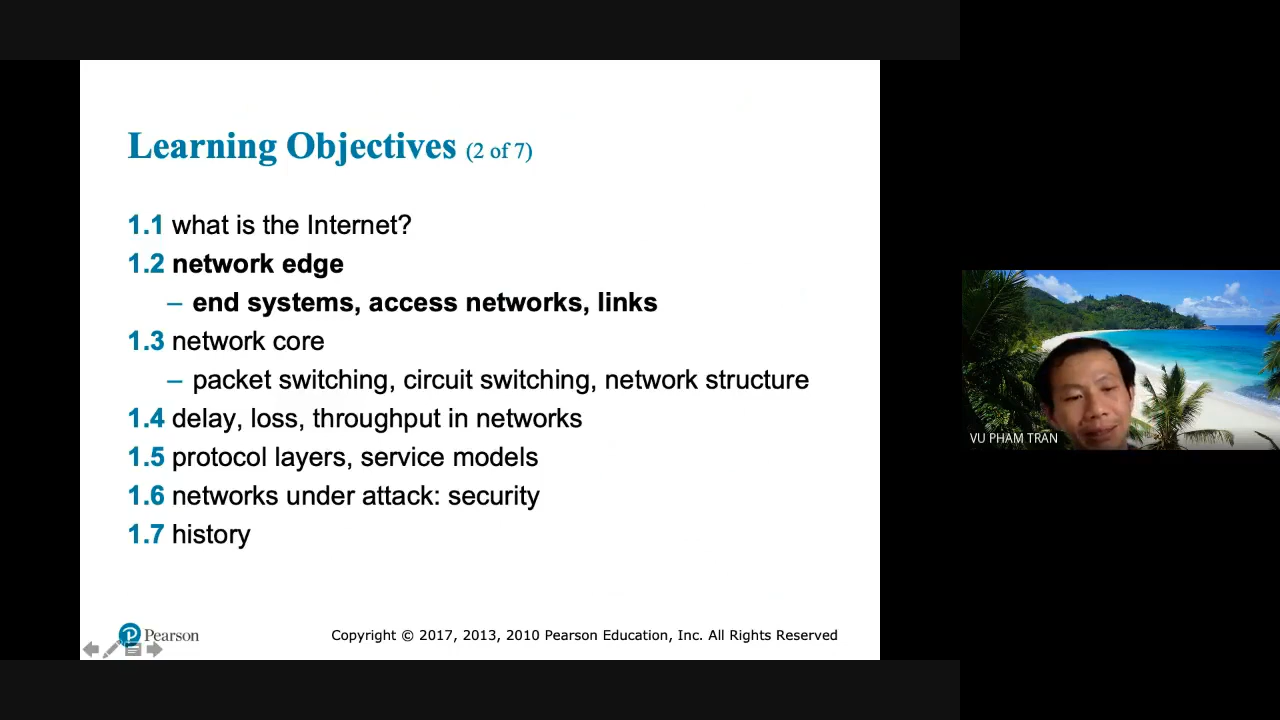 Learning Objectives (2 of 7)
1.1 what is the Internet?
1.2 network edge
– end systems, access networks, links
1.3 network core
– packet switching, circuit switching, network structure
1.4 delay, loss, throughput in networks
1.5 protocol layers, service models
1.6 networks under attack: security
1.7 history
Pearson
Copyright © 2017, 2013, 2010 Pearson Education, Inc. All Rights Reserved
VU PHAM TRAN